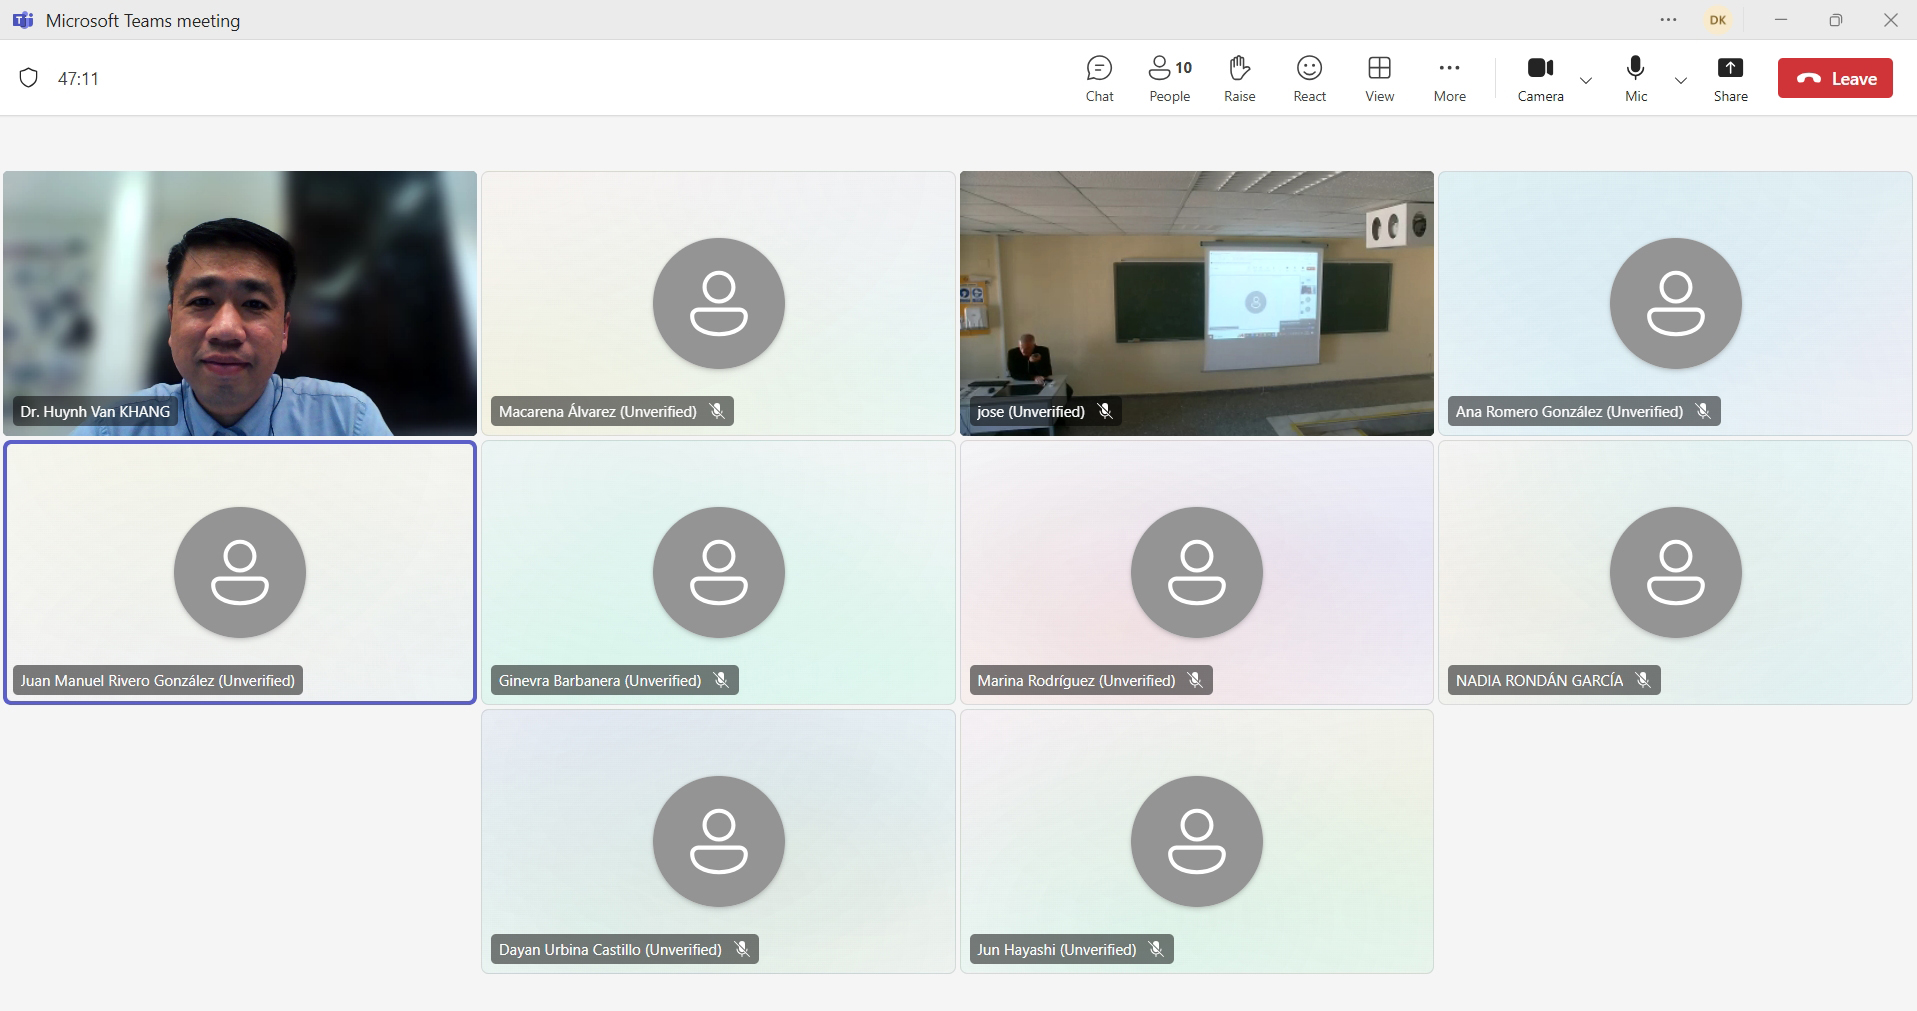 Microsoft Teams meeting
DK
47:11
10
Chat
People
Raise
React
View
More
Camera
Mic
Share
Leave
Dr. Huynh Van KHANG
Macarena Álvarez (Unverified)
jose (Unverified)
Ana Romero González (Unverified)
Juan Manuel Rivero González (Unverified)
Ginevra Barbanera (Unverified)
Marina Rodríguez (Unverified)
NADIA RONDÁN GARCÍA
Dayan Urbina Castillo (Unverified)
Jun Hayashi (Unverified)